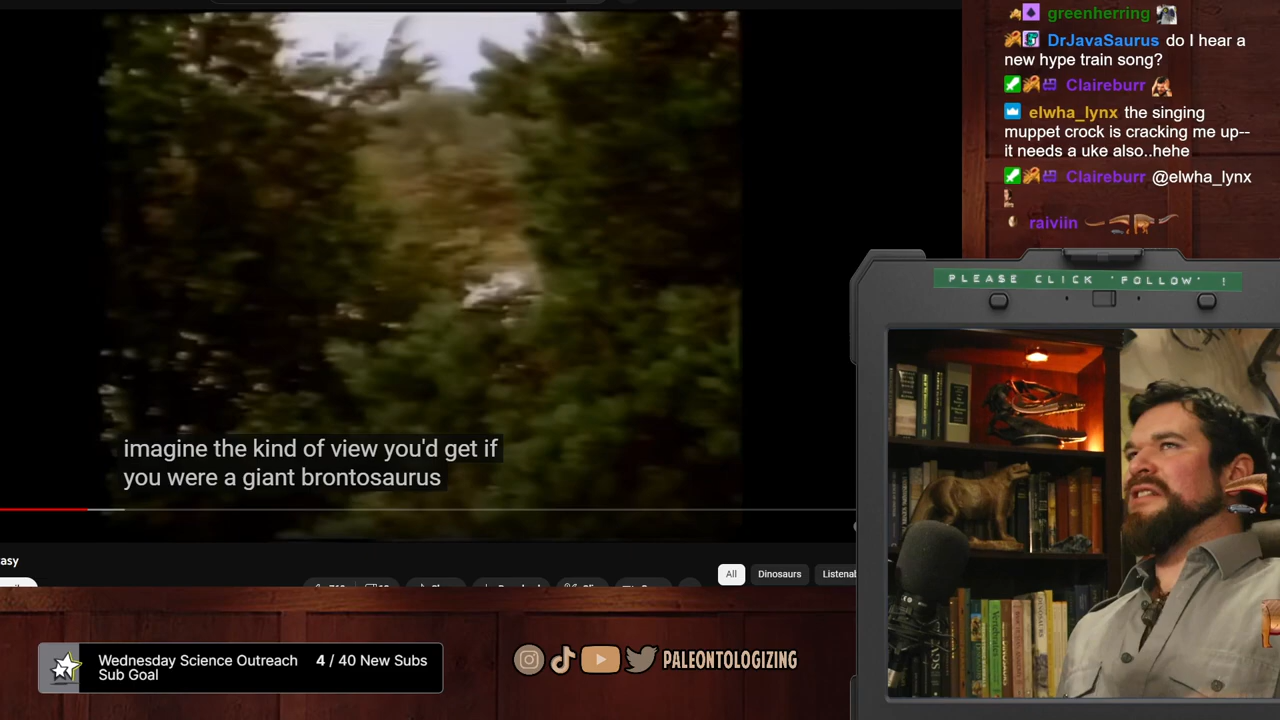 greenherring
DrJavaSaurus do I hear a
new hype train song?
Claireburr
elwha_lynx the singing
muppet crock is cracking me up--
it needs a uke also..hehe
Claireburr @elwha_lynx
raiviin
PLEASE CLICK 'FOLLOW' !
imagine the kind of view you'd get if
you were a giant brontosaurus
asy
All Dinosaurs Listenab
Wednesday Science Outreach 4 / 40 New Subs
Sub Goal
PALEONTOLOGIZING